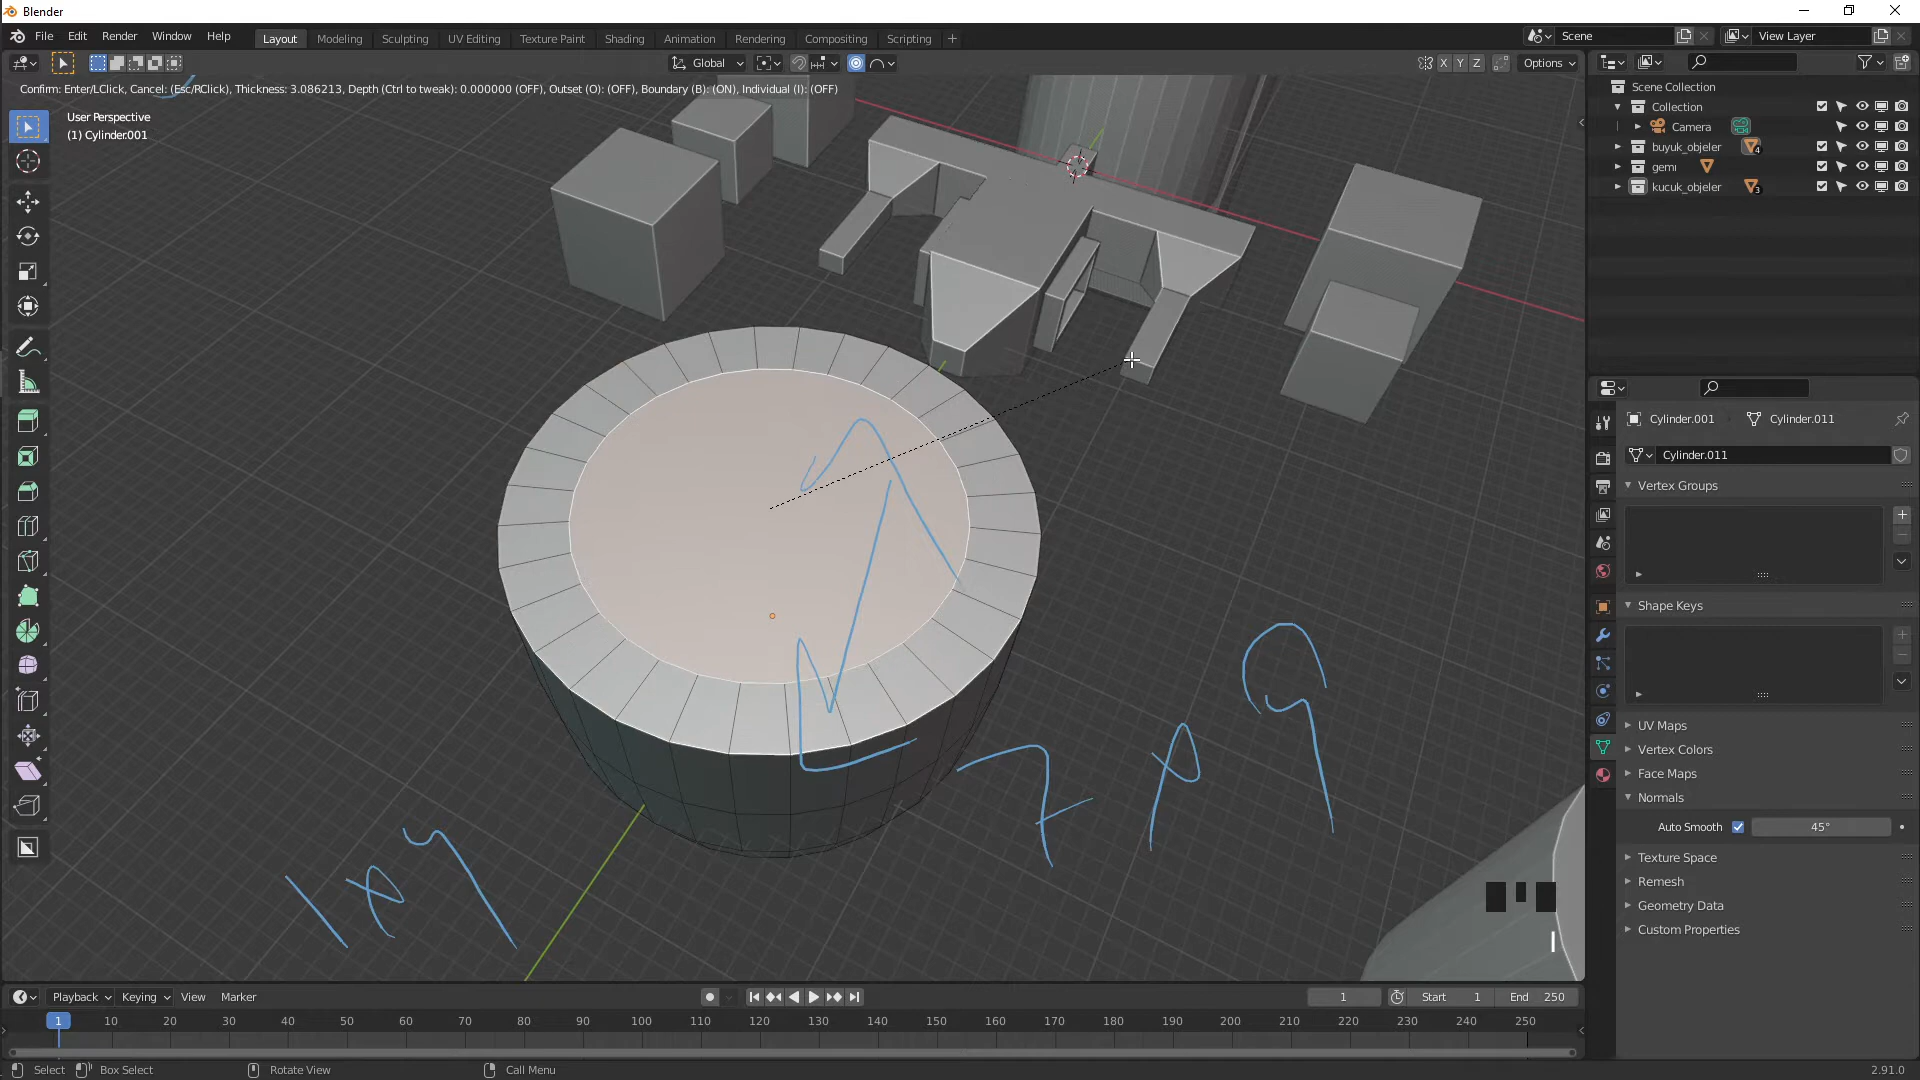 Blender
File Edit Render Window Help
Layout Modeling Sculpting UV Editing Texture Paint Shading Animation Rendering Compositing Scripting +
Scene
View Layer
Global
X Y Z
Options
Confirm: Enter/LClick, Cancel: (Esc/RClick), Thickness: 3.086213, Depth (Ctrl to tweak): 0.000000 (OFF), Outset (O): (OFF), Boundary (B): (ON), Individual (I): (OFF)
User Perspective
(1) Cylinder.001
Scene Collection
Collection
Camera
buyuk_objeler 4
gemı
kucuk_objeler 3
Cylinder.001 Cylinder.011
Cylinder.011
Vertex Groups
Shape Keys
UV Maps
Vertex Colors
Face Maps
Normals
Auto Smooth 45°
Texture Space
Remesh
Geometry Data
Custom Properties
I
Playback Keying View Marker
1
Start 1
End 250
1 10 20 30 40 50 60 70 80 90 100 110 120 130 140 150 160 170 180 190 200 210 220 230 240 250
Select Box Select Rotate View Call Menu
2.91.0